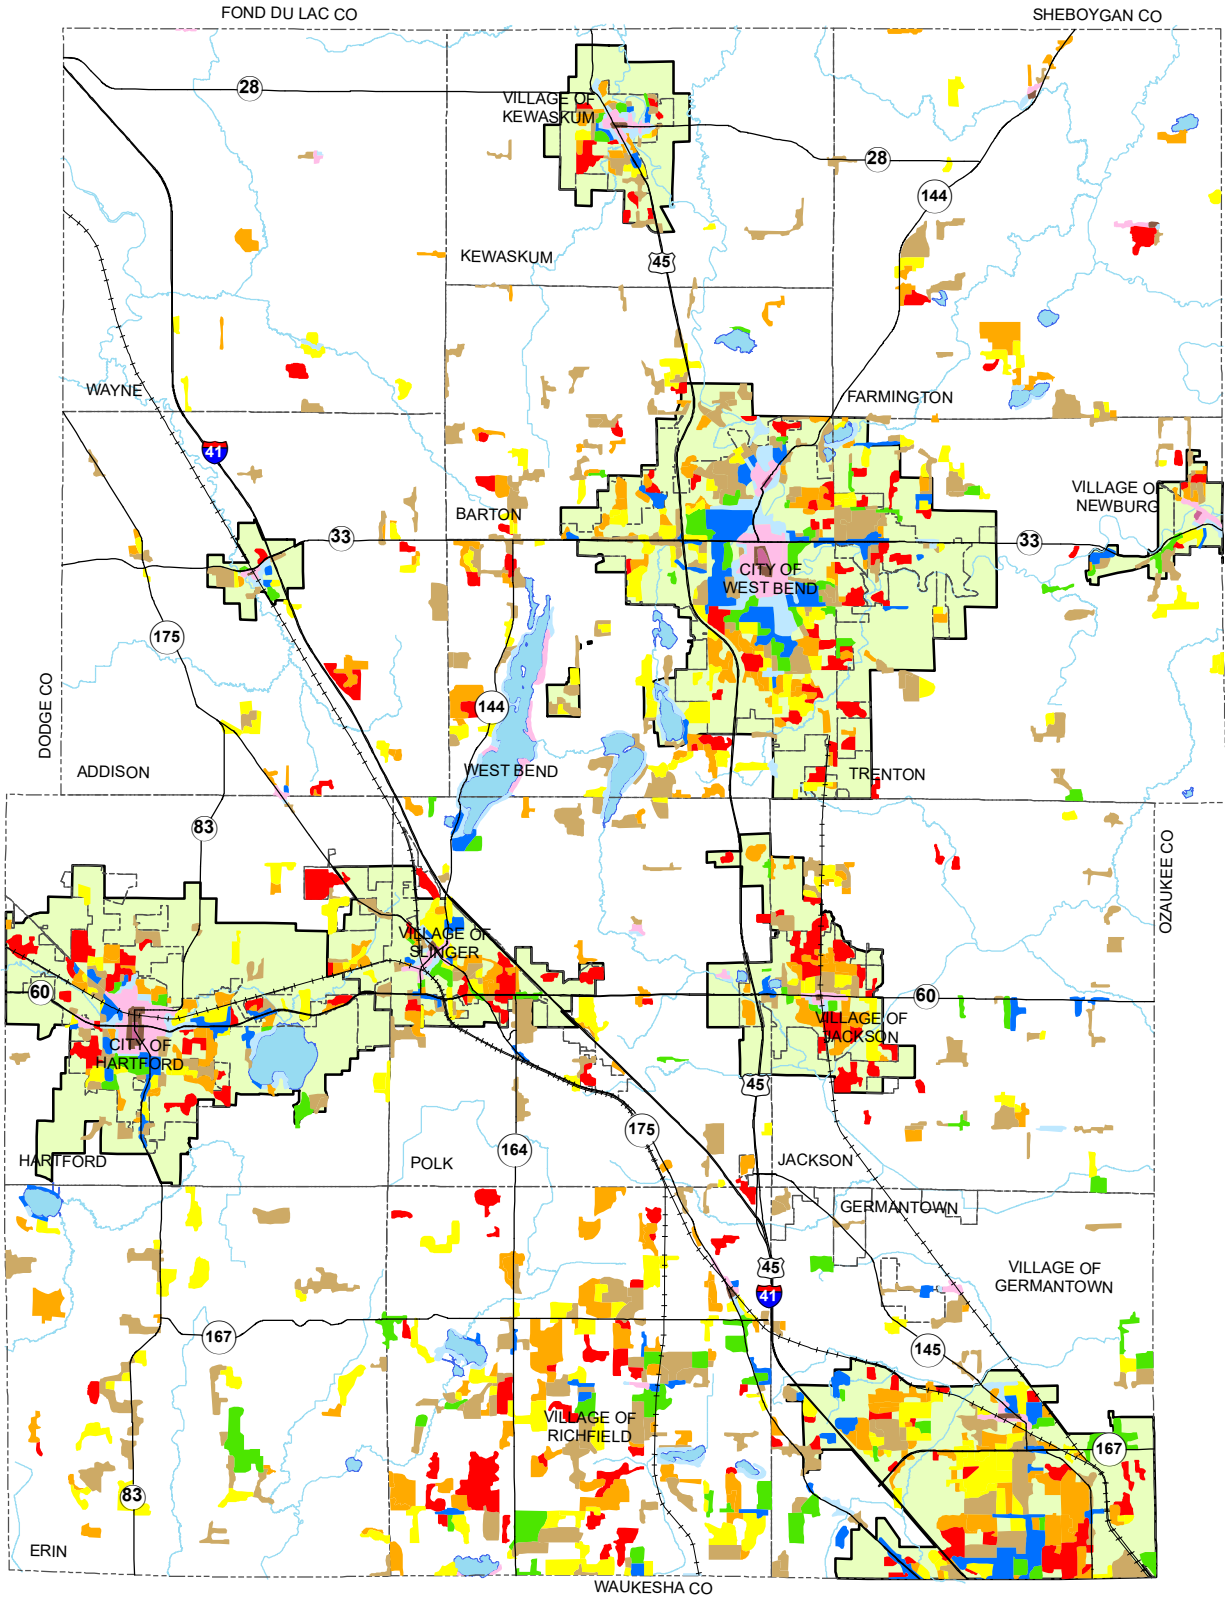 FOND DU LAC CO
SHEBOYGAN CO
28
VILLAGE OF
KEWASKUM
28
144
KEWASKUM
45
WAYNE
FARMINGTON
41
VILLAGE OF
NEWBURG
BARTON
33
33
CITY OF
WEST BEND
175
DODGE CO
144
ADDISON
WEST BEND
TRENTON
83
OZAUKEE CO
VILLAGE OF
SLINGER
60
60
VILLAGE OF
JACKSON
CITY OF
HARTFORD
45
175
HARTFORD
POLK
164
JACKSON
GERMANTOWN
45
VILLAGE OF
GERMANTOWN
41
167
145
VILLAGE OF
RICHFIELD
167
83
ERIN
WAUKESHA CO